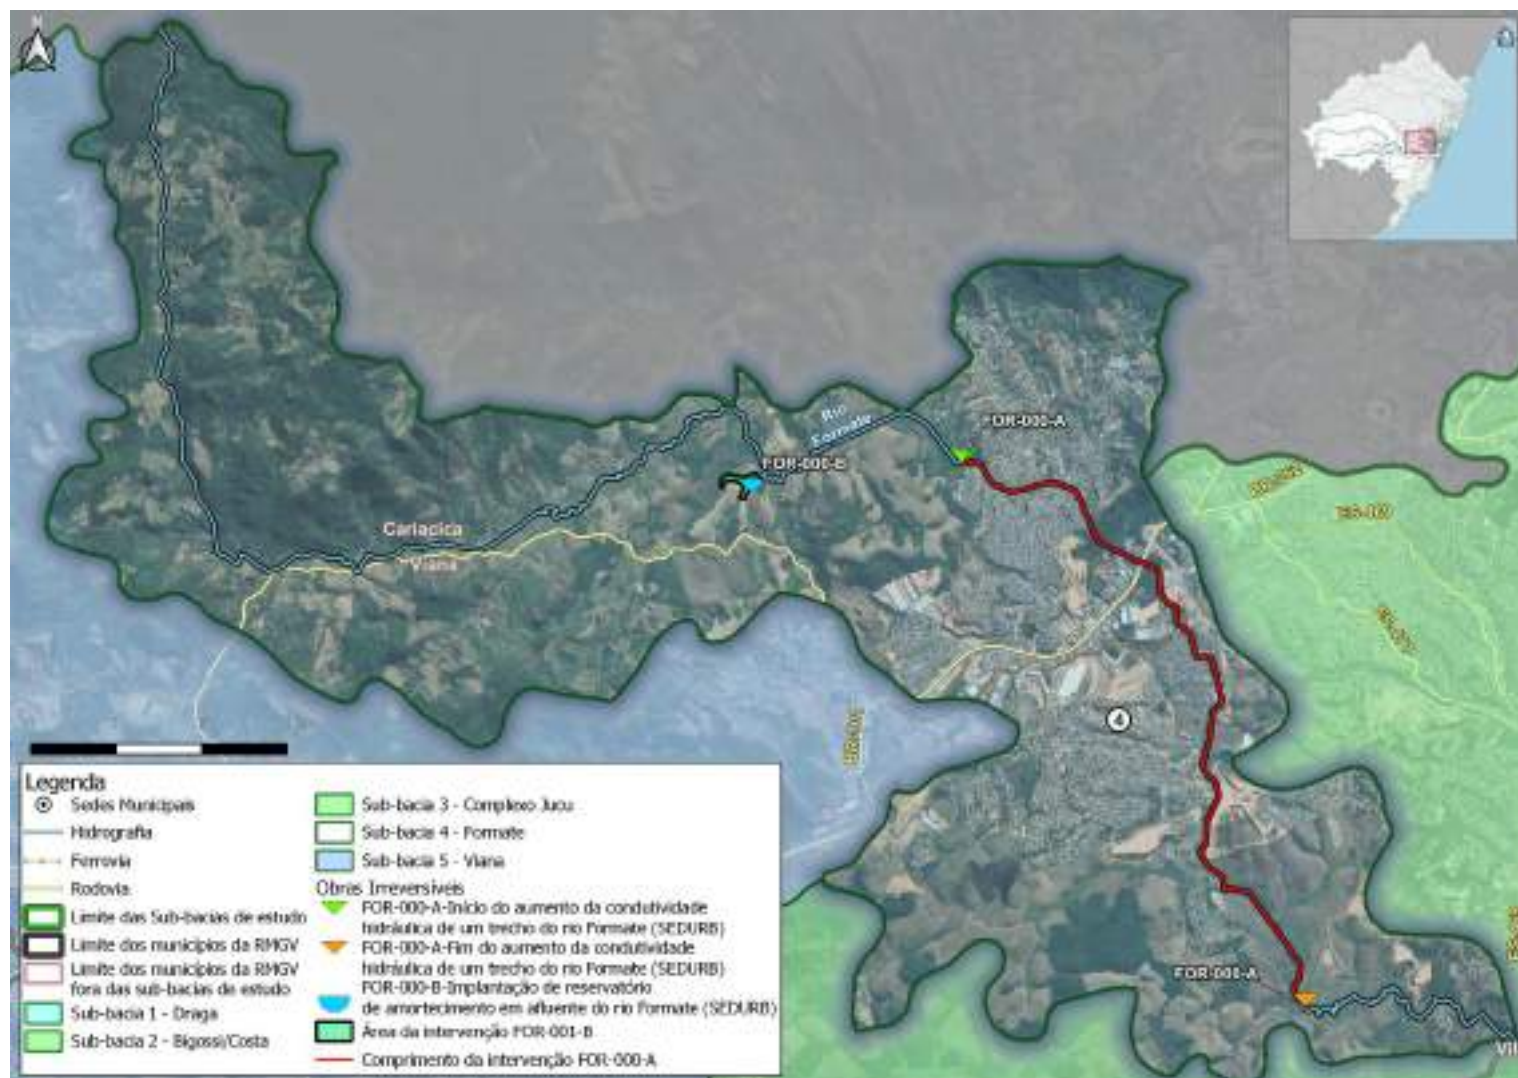 N
FOR-000-A
Rio
Formate
FOR-000-B
ES-080
Cariacica
Viana
4
Legenda
Sedes Municipais
Hidrografia
Ferrovia
Rodovia
Limite das Sub-bacias de estudo
Limite dos municípios da RMGV
Limite dos municípios da RMGV
fora das sub-bacias de estudo
Sub-bacia 1 - Draga
Sub-bacia 2 - Bigossi/Costa
Sub-bacia 3 - Complexo Jucu
Sub-bacia 4 - Formate
Sub-bacia 5 - Viana
Obras Irreversíveis
FOR-000-A-Início do aumento da condutividade
hidráulica de um trecho do rio Formate (SEDURB)
FOR-000-A-Fim do aumento da condutividade
hidráulica de um trecho do rio Formate (SEDURB)
FOR-000-B-Implantação de reservatório
de amortecimento em afluente do rio Formate (SEDURB)
Área da intervenção FOR-001-B
Comprimento da intervenção FOR-000-A
FOR-000-A